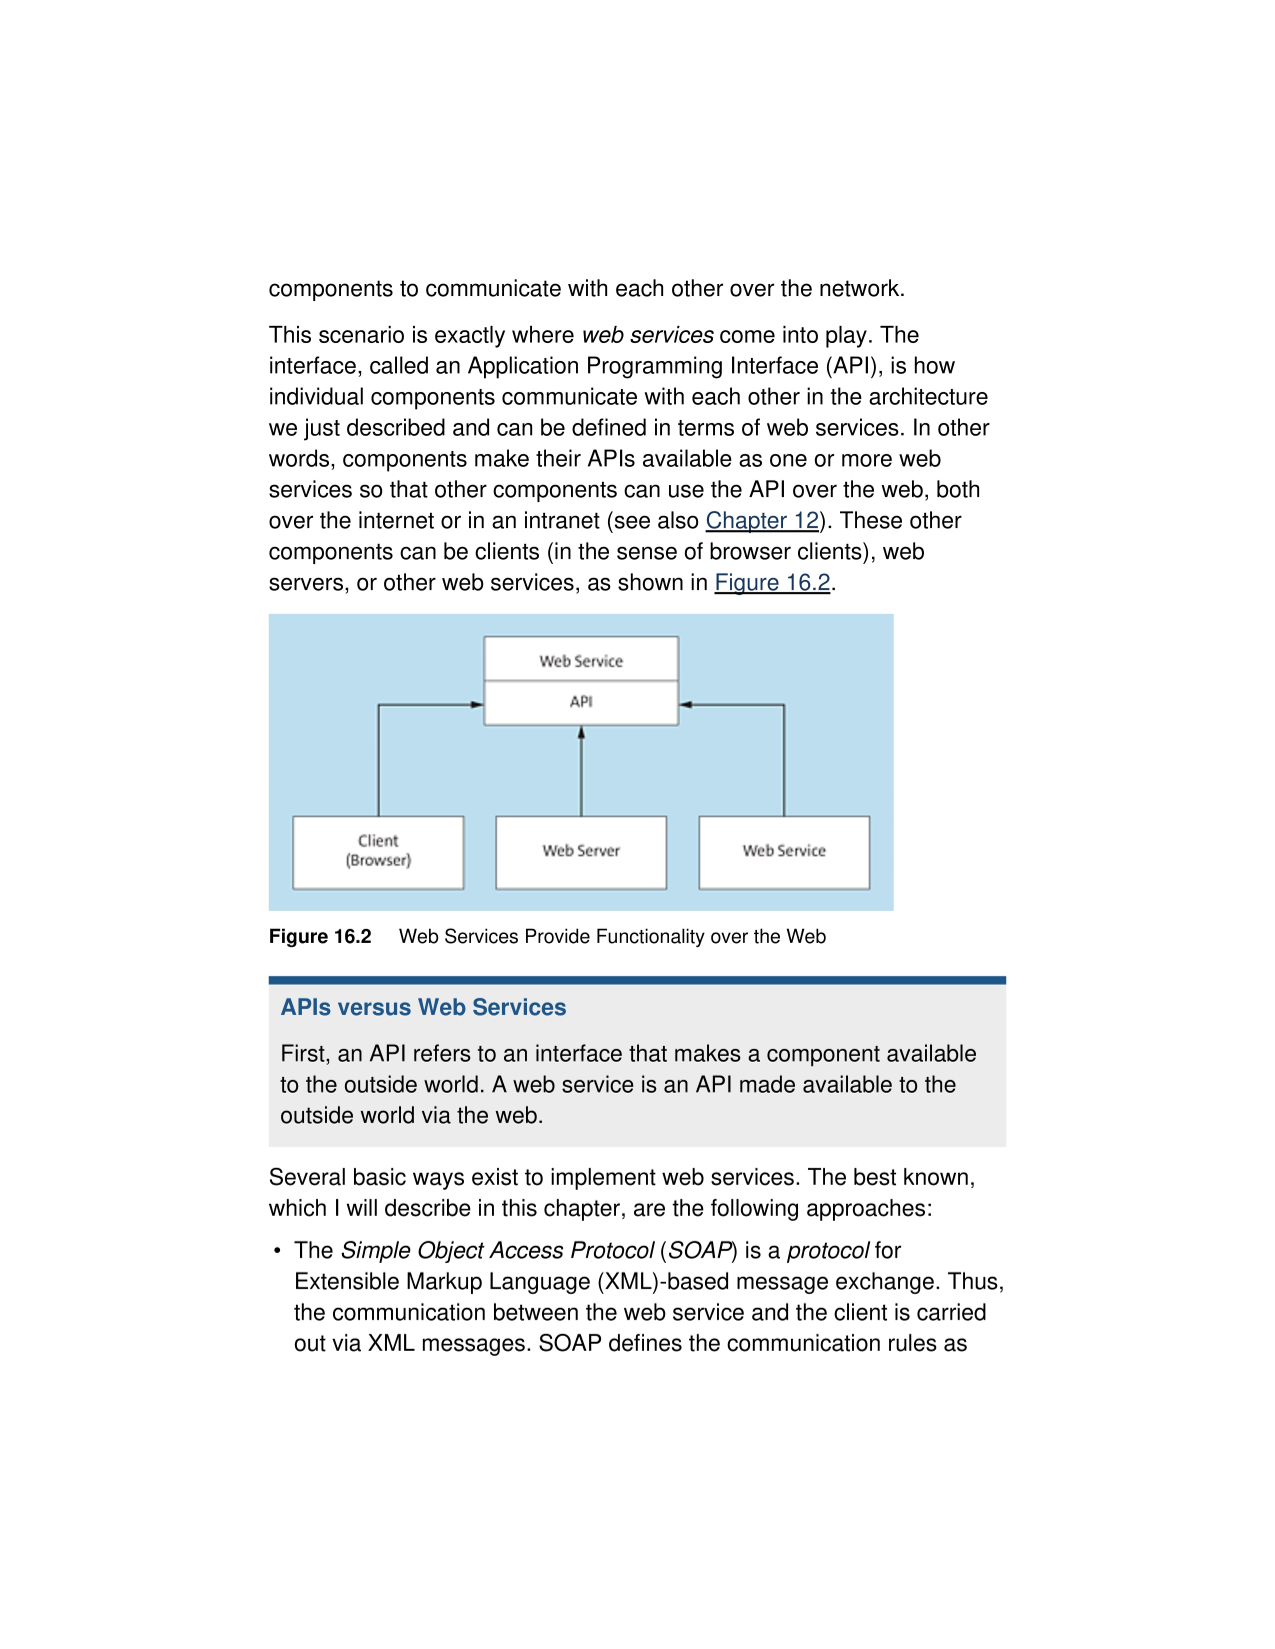 components to communicate with each other over the network.
This scenario is exactly where web services come into play. The
interface, called an Application Programming Interface (API), is how
individual components communicate with each other in the architecture
we just described and can be defined in terms of web services. In other
words, components make their APIs available as one or more web
services so that other components can use the API over the web, both
over the internet or in an intranet (see also Chapter 12). These other
components can be clients (in the sense of browser clients), web
servers, or other web services, as shown in Figure 16.2.
Web Service
API
Client
(Browser)
Web Server
Web Service
Figure 16.2 Web Services Provide Functionality over the Web
APIs versus Web Services
First, an API refers to an interface that makes a component available
to the outside world. A web service is an API made available to the
outside world via the web.
Several basic ways exist to implement web services. The best known,
which I will describe in this chapter, are the following approaches:
• The Simple Object Access Protocol (SOAP) is a protocol for
Extensible Markup Language (XML)-based message exchange. Thus,
the communication between the web service and the client is carried
out via XML messages. SOAP defines the communication rules as